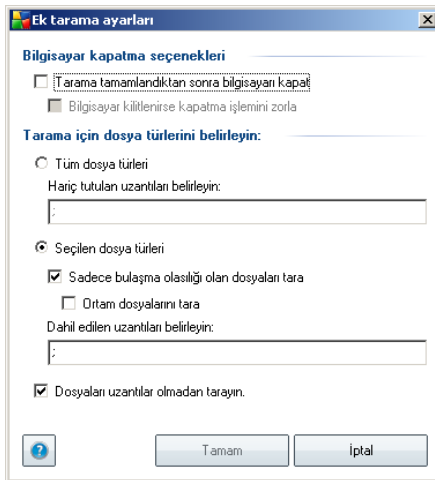 Ek tarama ayarları
Bilgisayar kapatma seçenekleri
Tarama tamamlandıktan sonra bilgisayarı kapat
Bilgisayar kilitlenirse kapatma işlemini zorla
Tarama için dosya türlerini belirleyin:
Tüm dosya türleri
Hariç tutulan uzantıları belirleyin:
;
Seçilen dosya türleri
Sadece bulaşma olasılığı olan dosyaları tara
Ortam dosyalarını tara
Dahil edilen uzantıları belirleyin:
;
Dosyaları uzantılar olmadan tarayın.
?
Tamam
İptal